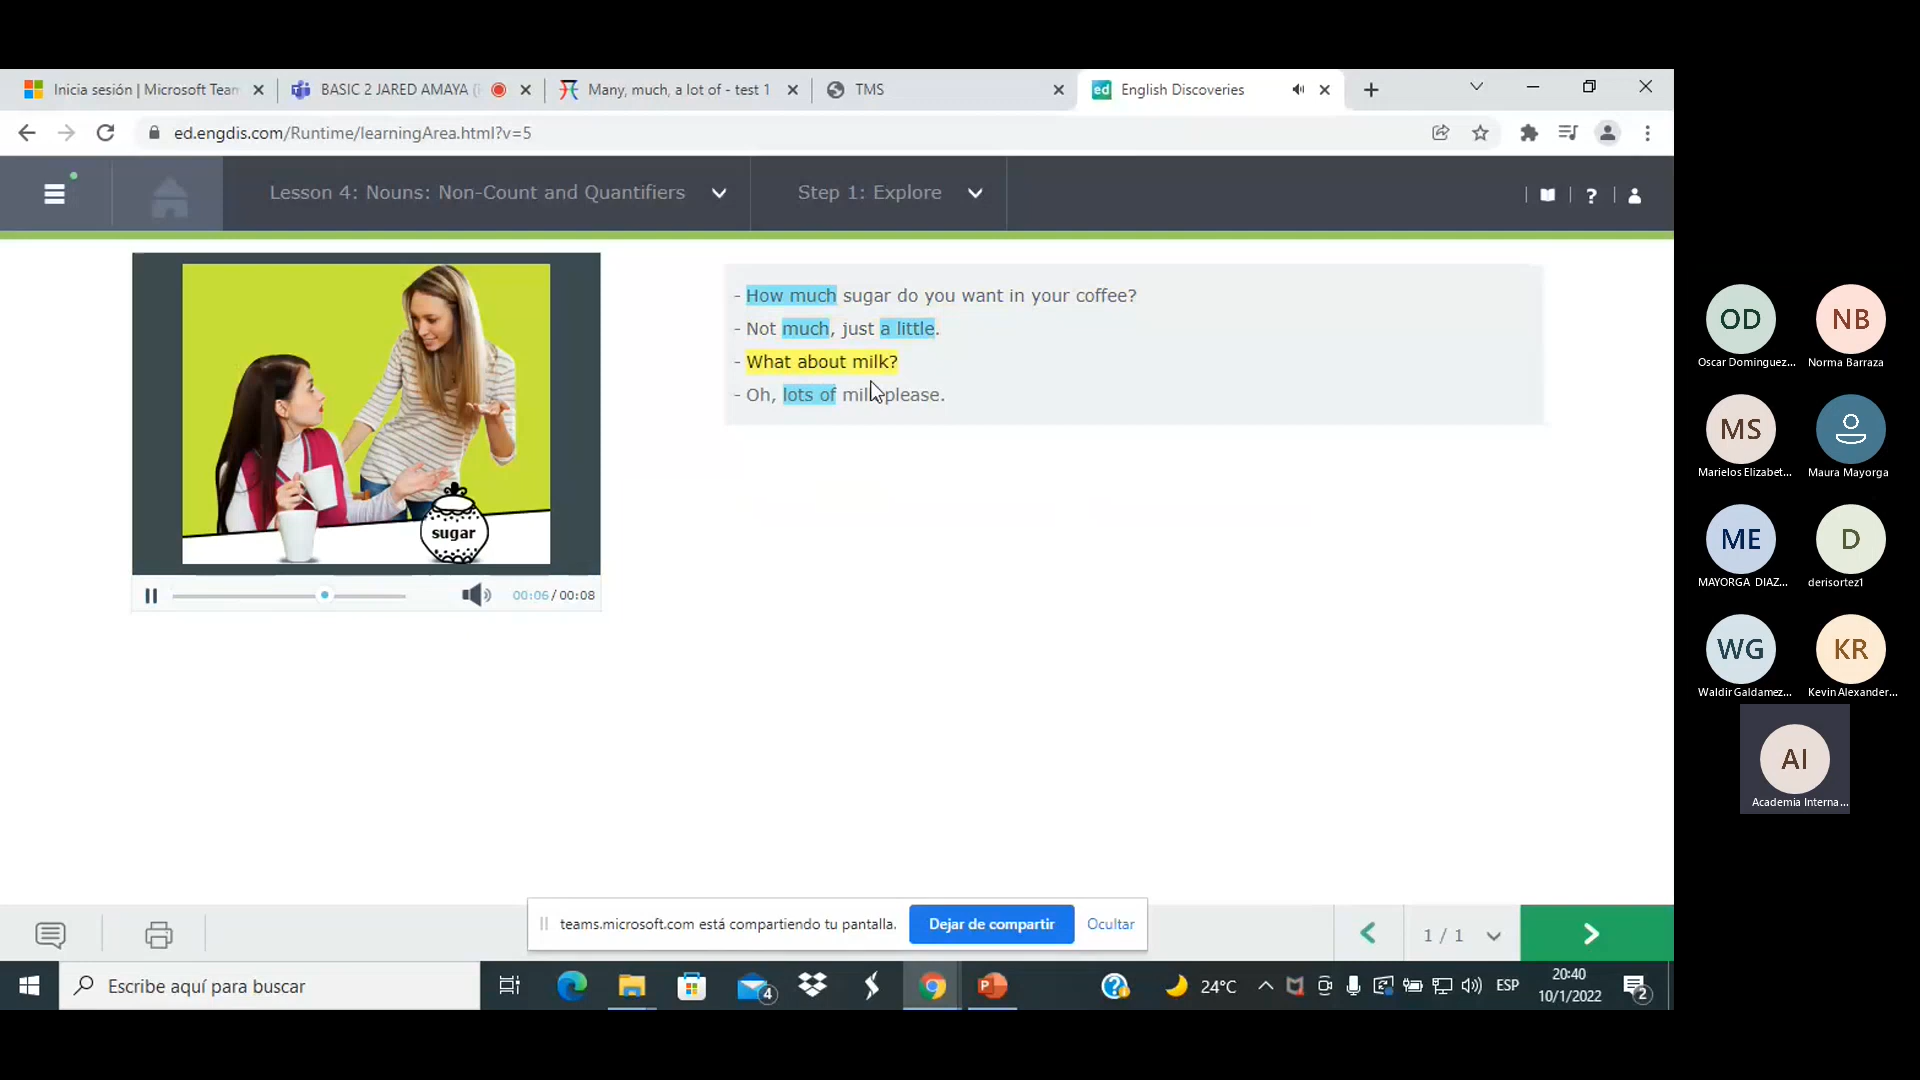 Inicia sesión | Microsoft Team
BASIC 2 JARED AMAYA (
Many, much, a lot of - test 1
TMS
ed English Discoveries
ed.engdis.com/Runtime/learningArea.html?v=5
Lesson 4: Nouns: Non-Count and Quantifiers
Step 1: Explore
?
- How much sugar do you want in your coffee?
- Not much, just a little.
- What about milk?
- Oh, lots of milk please.
sugar
00:06 / 00:08
OD
Oscar Dominguez...
NB
Norma Barraza
MS
Marielos Elizabet...
Maura Mayorga
ME
MAYORGA DIAZ...
D
derisortez1
WG
Waldir Galdamez...
KR
Kevin Alexander...
AI
Academia Interna...
teams.microsoft.com está compartiendo tu pantalla.
Dejar de compartir
Ocultar
1 / 1
Escribe aquí para buscar
4
24°C
ESP
20:40
10/1/2022
2